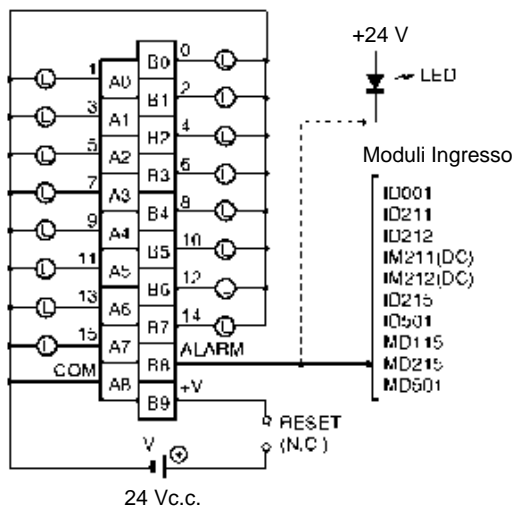 +24 V
LED
Moduli Ingresso
ID001
ID211
ID212
IM211(DC)
IM212(DC)
ID215
ID501
MD115
MD215
MD501
B0 0
1 A0 L
B1 2
3 A1 L
B2 4
5 A2 L
B3 6
7 A3 L
B4 8
9 A4 L
B5 10
11 A5 L
B6 12
13 A6 L
B7 14
15 A7 L
ALARM
COM A8 B8
+V
B9
RESET
(N.C)
V
24 Vc.c.